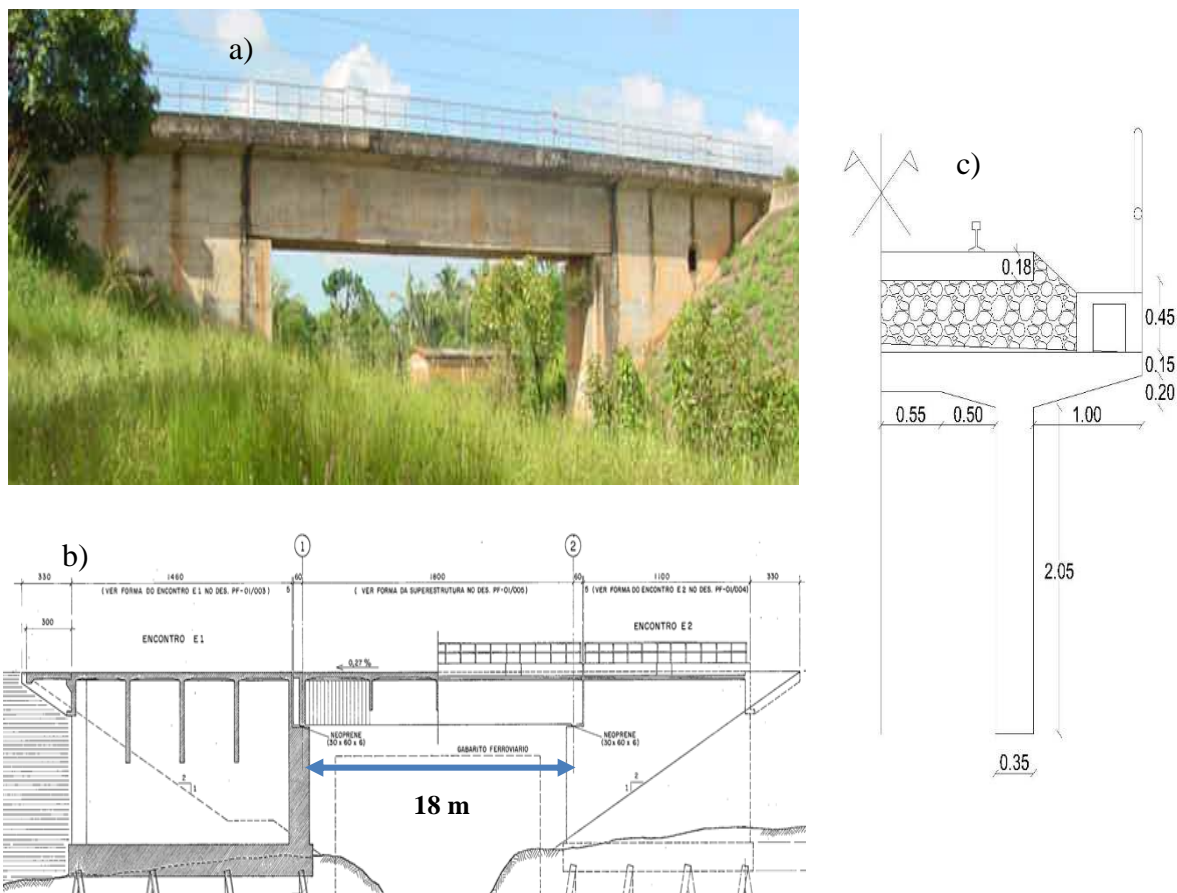 a)
c)
0.18
0.45
0.15
0.20
0.55 0.50 1.00
2.05
0.35
b)
1 2
330 1460 60 1800 60 1100 330
(VER FORMA DO ENCONTRO E1 NO DES. PF-01/003) 5 ( VER FORMA DA SUPERESTRUTURA NO DES. PF-01/005) 5 (VER FORMA DO ENCONTRO E2 NO DES. PF-01/004)
300
ENCONTRO E1 ENCONTRO E2
0,27 %
NEOPRENE NEOPRENE
(30 x 60 x 6) (30 x 60 x 6)
GABARITO FERROVIARIO
2 2
1 1
18 m